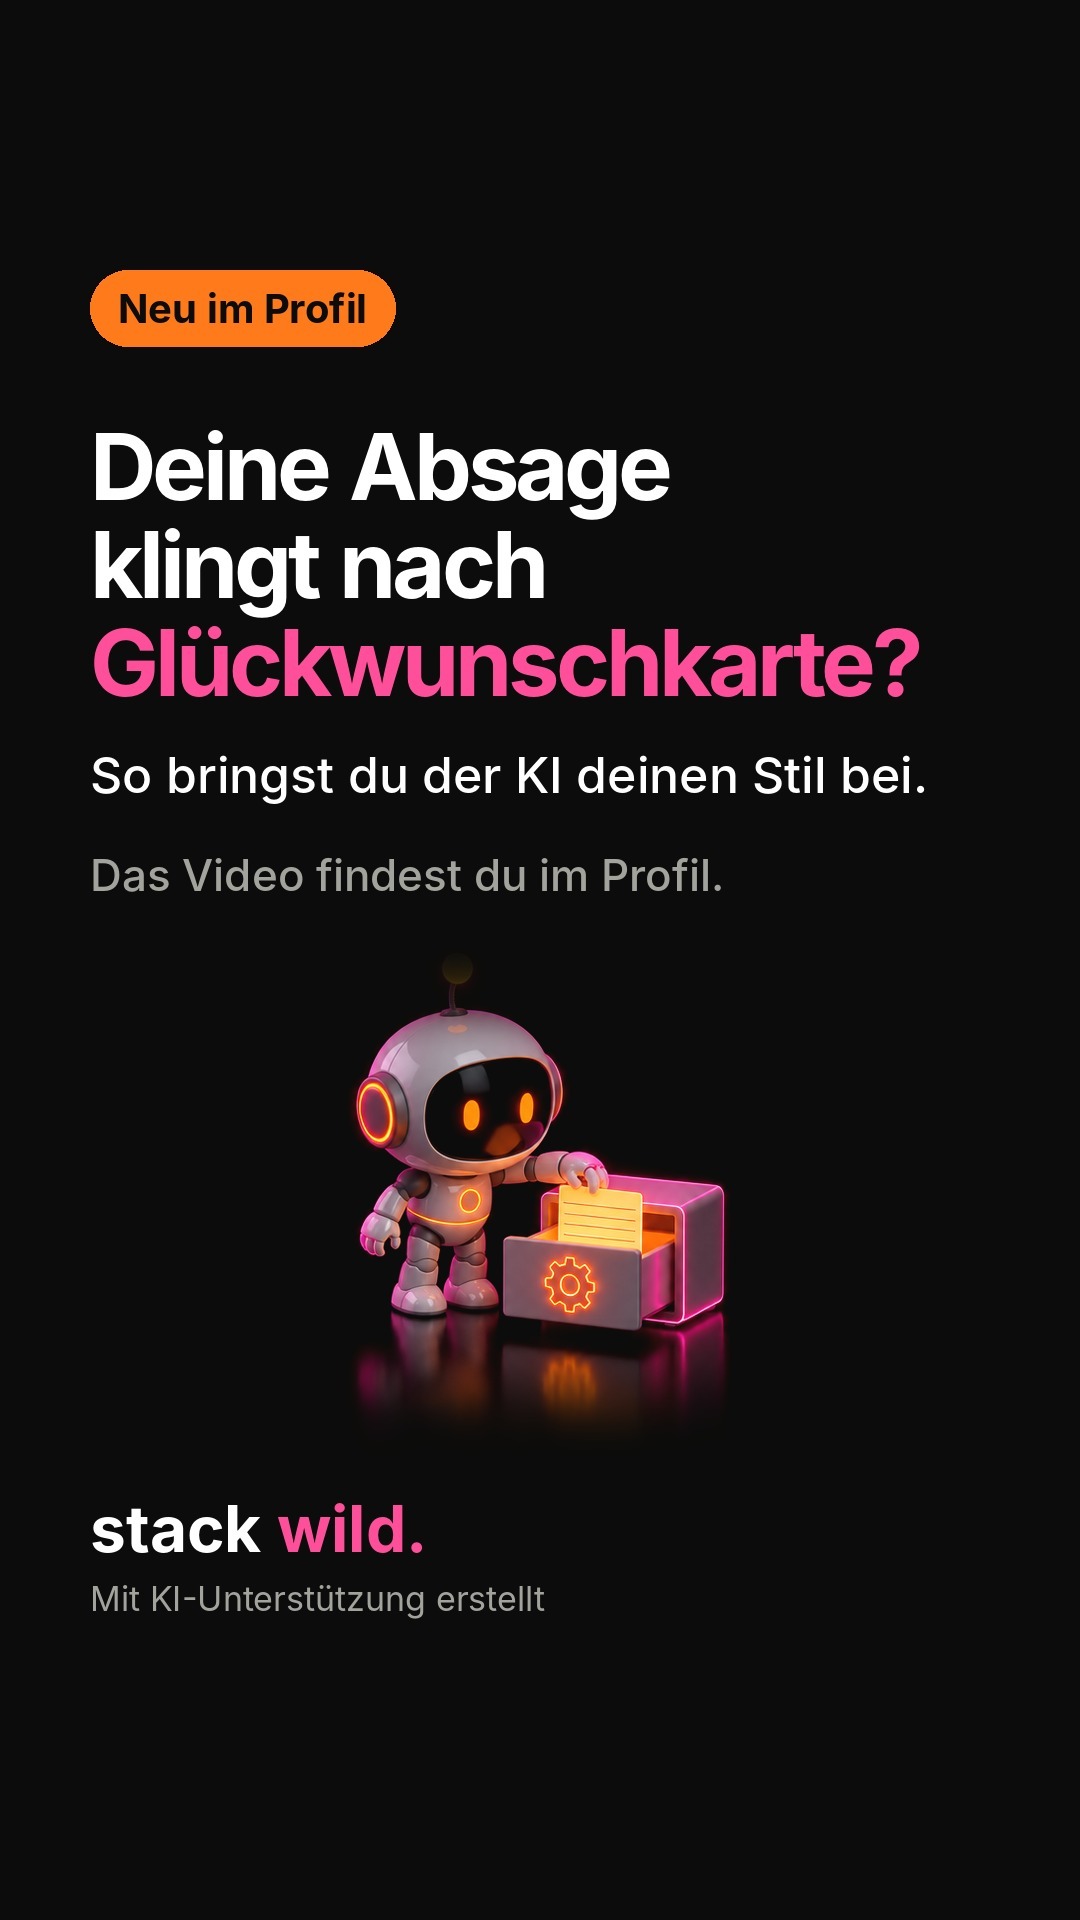 Neu im Profil
Deine Absage
klingt nach
Glückwunschkarte?
So bringst du der KI deinen Stil bei.
Das Video findest du im Profil.
stack wild.
Mit KI-Unterstützung erstellt